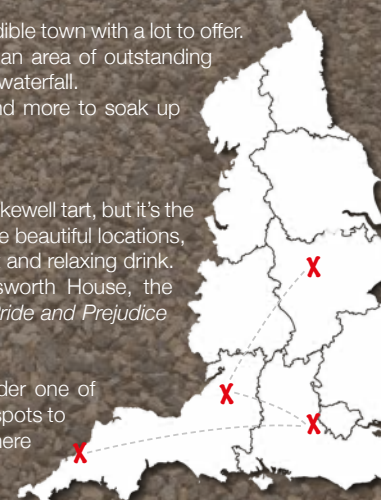 dible town with a lot to offer.
an area of outstanding
waterfall.
nd more to soak up
kewell tart, but it's the
e beautiful locations,
and relaxing drink.
sworth House, the
ride and Prejudice
der one of
spots to
here
X
X
X
X